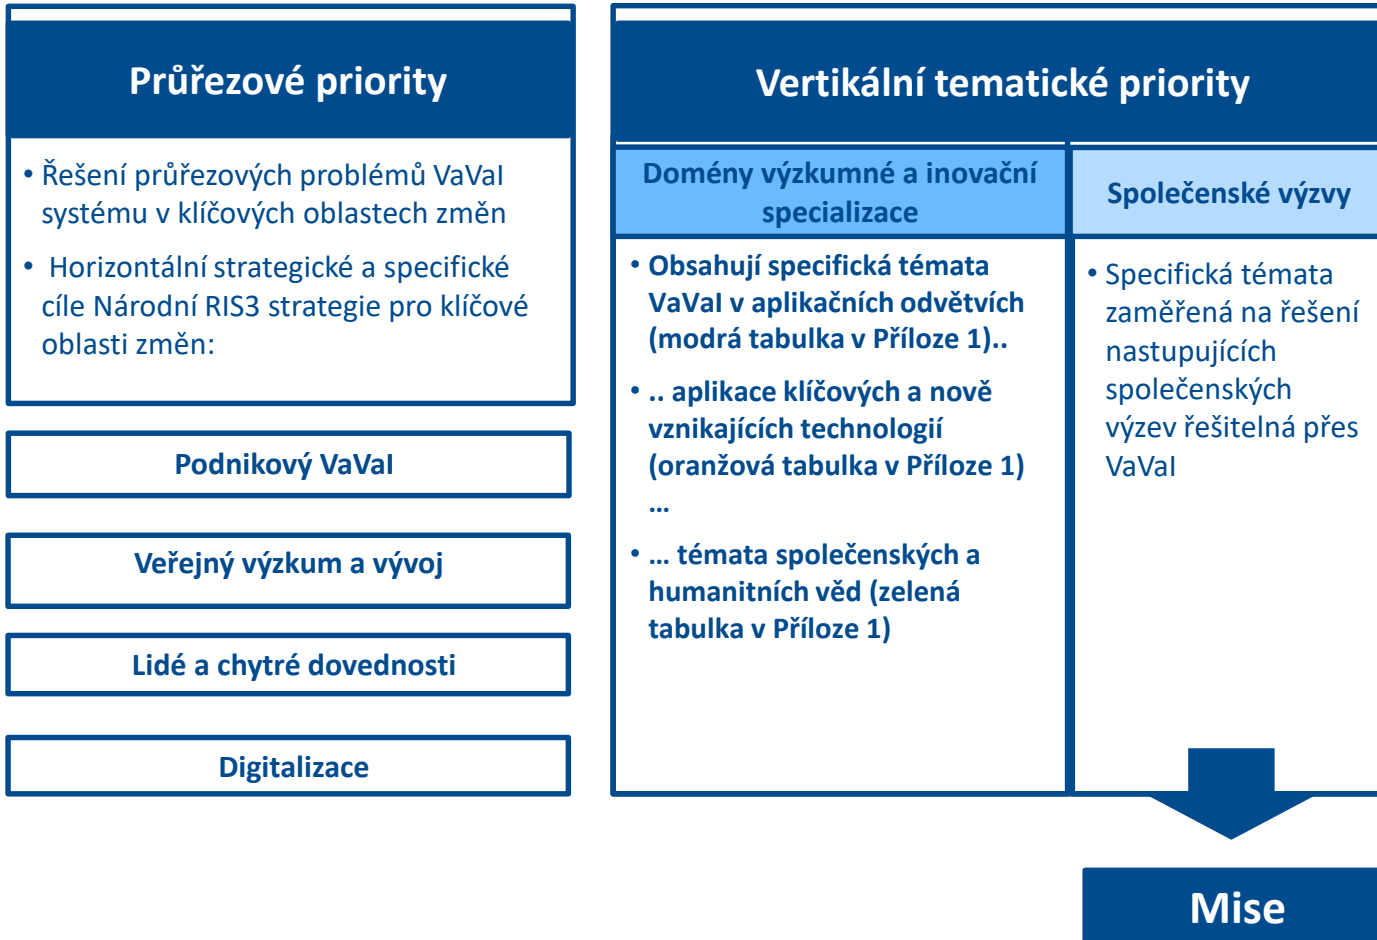 Průřezové priority
• Řešení průřezových problémů VaVaI
systému v klíčových oblastech změn
• Horizontální strategické a specifické
cíle Národní RIS3 strategie pro klíčové
oblasti změn:
Podnikový VaVaI
Veřejný výzkum a vývoj
Lidé a chytré dovednosti
Digitalizace
Vertikální tematické priority
Domény výzkumné a inovační
specializace
• Obsahují specifická témata
VaVaI v aplikačních odvětvích
(modrá tabulka v Příloze 1)..
• .. aplikace klíčových a nově
vznikajících technologií
(oranžová tabulka v Příloze 1)
...
• ... témata společenských a
humanitních věd (zelená
tabulka v Příloze 1)
Společenské výzvy
• Specifická témata
zaměřená na řešení
nastupujících
společenských
výzev řešitelná přes
VaVaI
Mise